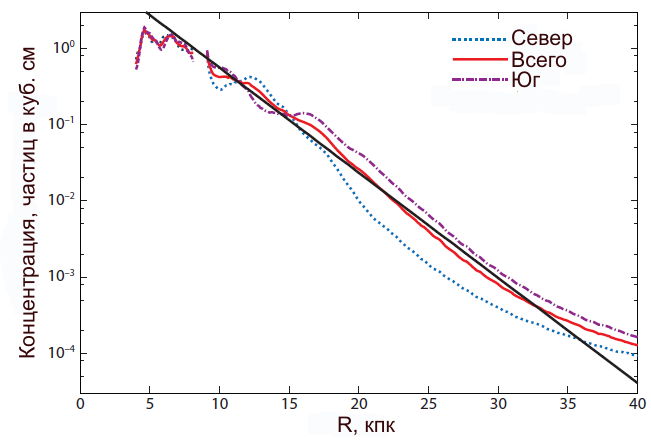 Концентрация, частиц в куб. см
10⁰
10⁻¹
10⁻²
10⁻³
10⁻⁴
Север
Всего
Юг
0 5 10 15 20 25 30 35 40
R, кпк